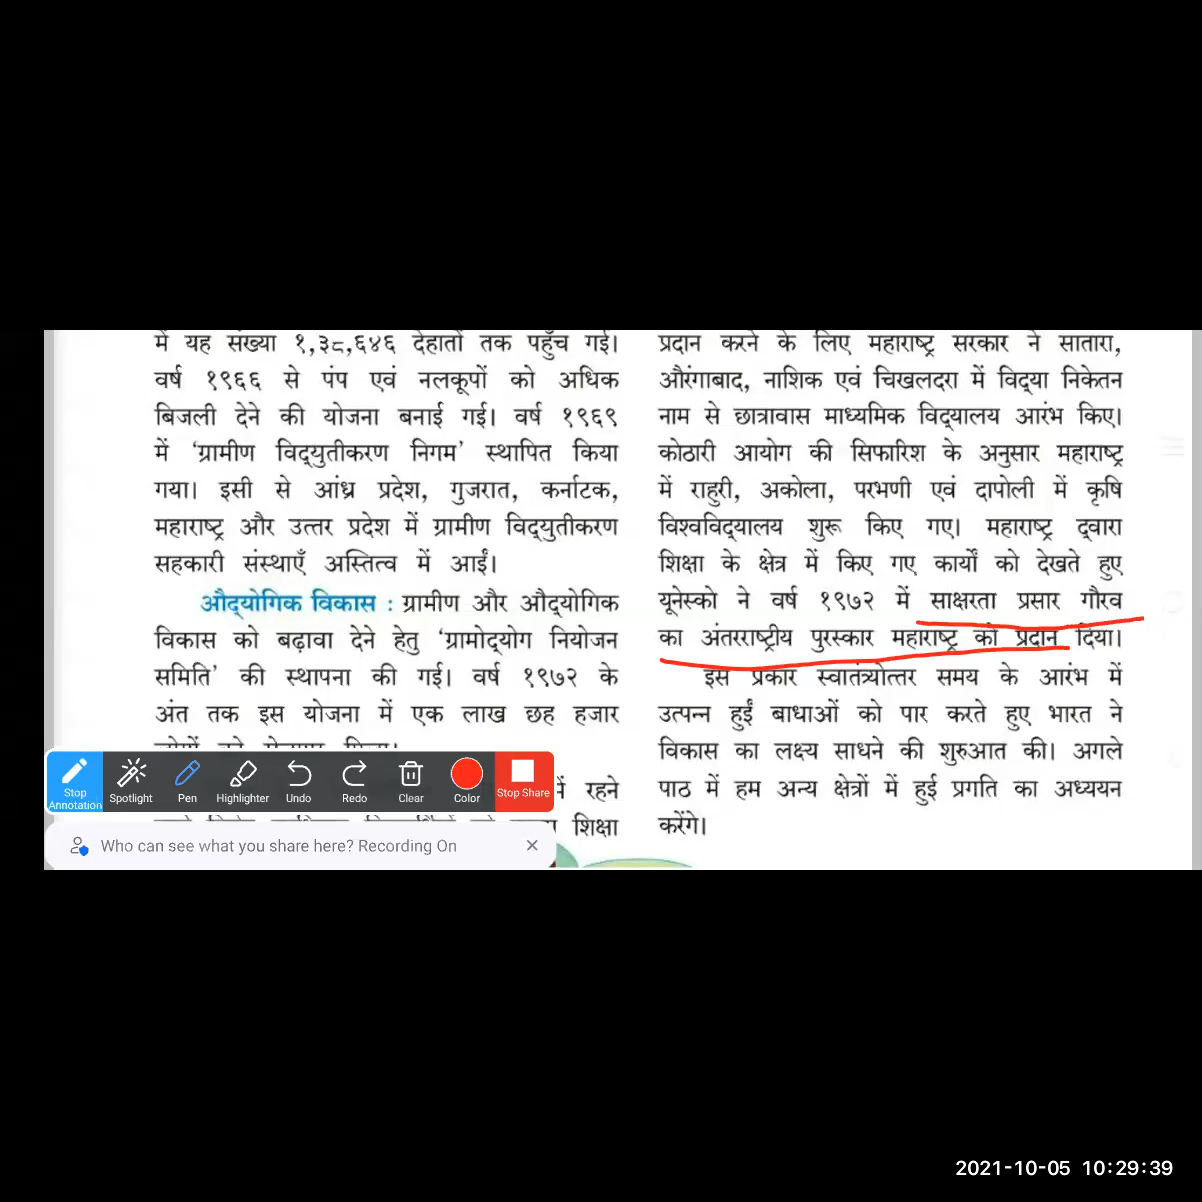 में यह संख्या १,३८,६४६ देहातों तक पहुँच गई।
वर्ष १९६६ से पंप एवं नलकूपों को अधिक
बिजली देने की योजना बनाई गई। वर्ष १९६९
में ‘ग्रामीण विद्युतीकरण निगम’ स्थापित किया
गया। इसी से आंध्र प्रदेश, गुजरात, कर्नाटक,
महाराष्ट्र और उत्तर प्रदेश में ग्रामीण विद्युतीकरण
सहकारी संस्थाएँ अस्तित्व में आईं।
औद्योगिक विकास : ग्रामीण और औद्योगिक
विकास को बढ़ावा देने हेतु ‘ग्रामोद्योग नियोजन
समिति’ की स्थापना की गई। वर्ष १९७२ के
अंत तक इस योजना में एक लाख छह हजार
में रहने
शिक्षा
प्रदान करने के लिए महाराष्ट्र सरकार ने सातारा,
औरंगाबाद, नाशिक एवं चिखलदरा में विद्या निकेतन
नाम से छात्रावास माध्यमिक विद्यालय आरंभ किए।
कोठारी आयोग की सिफारिश के अनुसार महाराष्ट्र
में राहुरी, अकोला, परभणी एवं दापोली में कृषि
विश्वविद्यालय शुरू किए गए। महाराष्ट्र द्वारा
शिक्षा के क्षेत्र में किए गए कार्यों को देखते हुए
यूनेस्को ने वर्ष १९७२ में साक्षरता प्रसार गौरव
का अंतरराष्ट्रीय पुरस्कार महाराष्ट्र को प्रदान दिया।
इस प्रकार स्वातंत्र्योत्तर समय के आरंभ में
उत्पन्न हुईं बाधाओं को पार करते हुए भारत ने
विकास का लक्ष्य साधने की शुरुआत की। अगले
पाठ में हम अन्य क्षेत्रों में हुई प्रगति का अध्ययन
करेंगे।
Stop Annotation
Spotlight
Pen
Highlighter
Undo
Redo
Clear
Color
Stop Share
Who can see what you share here? Recording On
2021-10-05 10:29:39